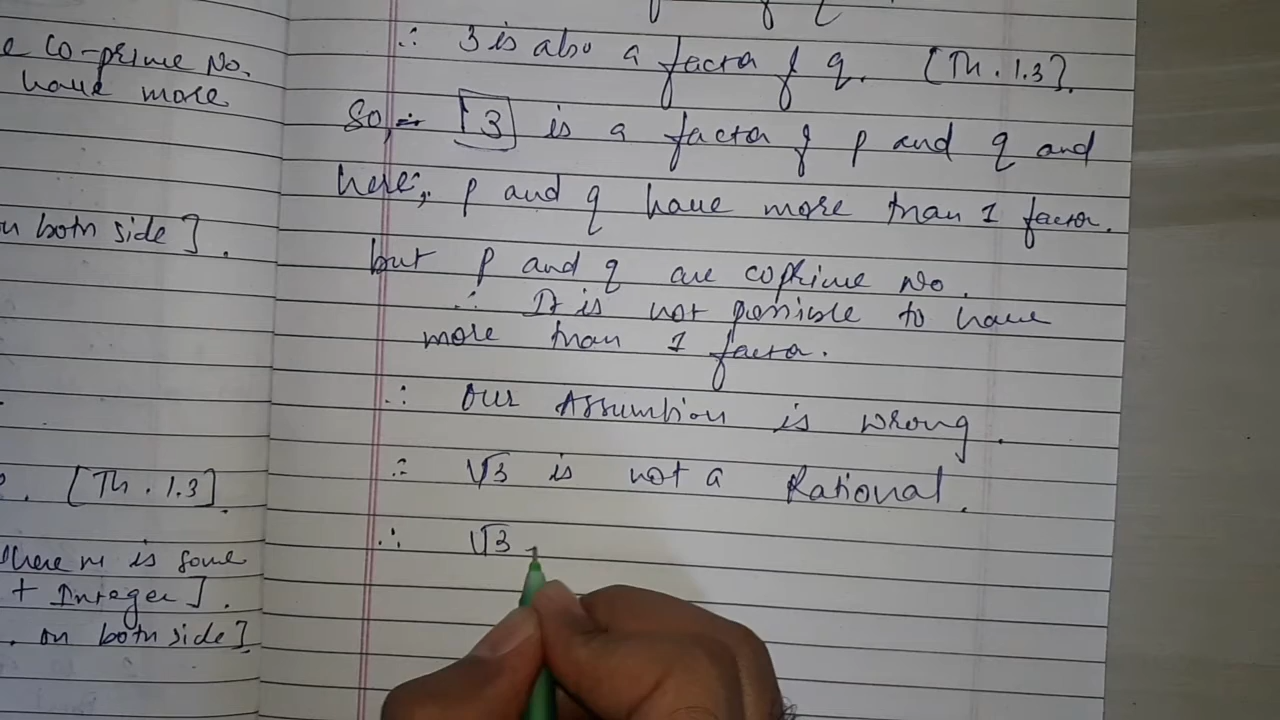 e Co-prime No.
have more
on both side].
. [Th. 1.3].
where m is some
+ Integer].
. on both side]
∴ 3 is also a factor of q. [Th. 1.3].
So, 3 is a factor of p and q and
here, p and q have more than 1 factor.
but p and q are coprime No.
∴ It is not possible to have
more than 1 factor.
∴ Our Assumtion is wrong.
∴ √3 is not a Rational.
∴ √3